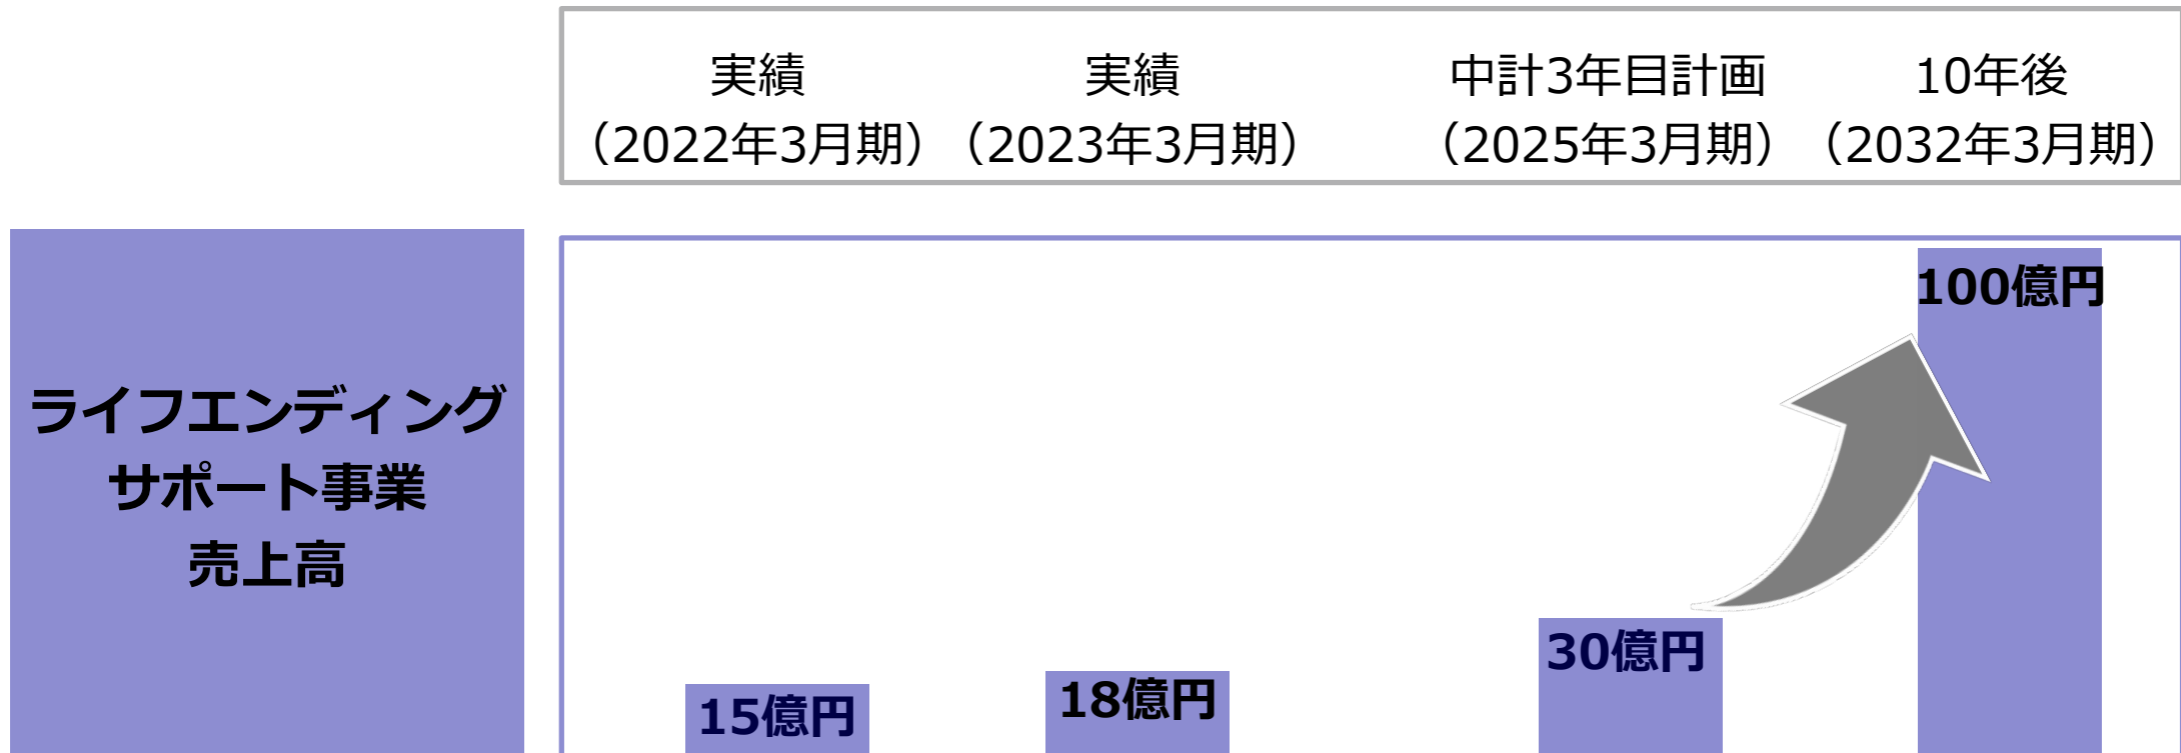 実績
（2022年3月期）
実績
（2023年3月期）
中計3年目計画
（2025年3月期）
10年後
（2032年3月期）
ライフエンディング
サポート事業
売上高
15億円
18億円
30億円
100億円